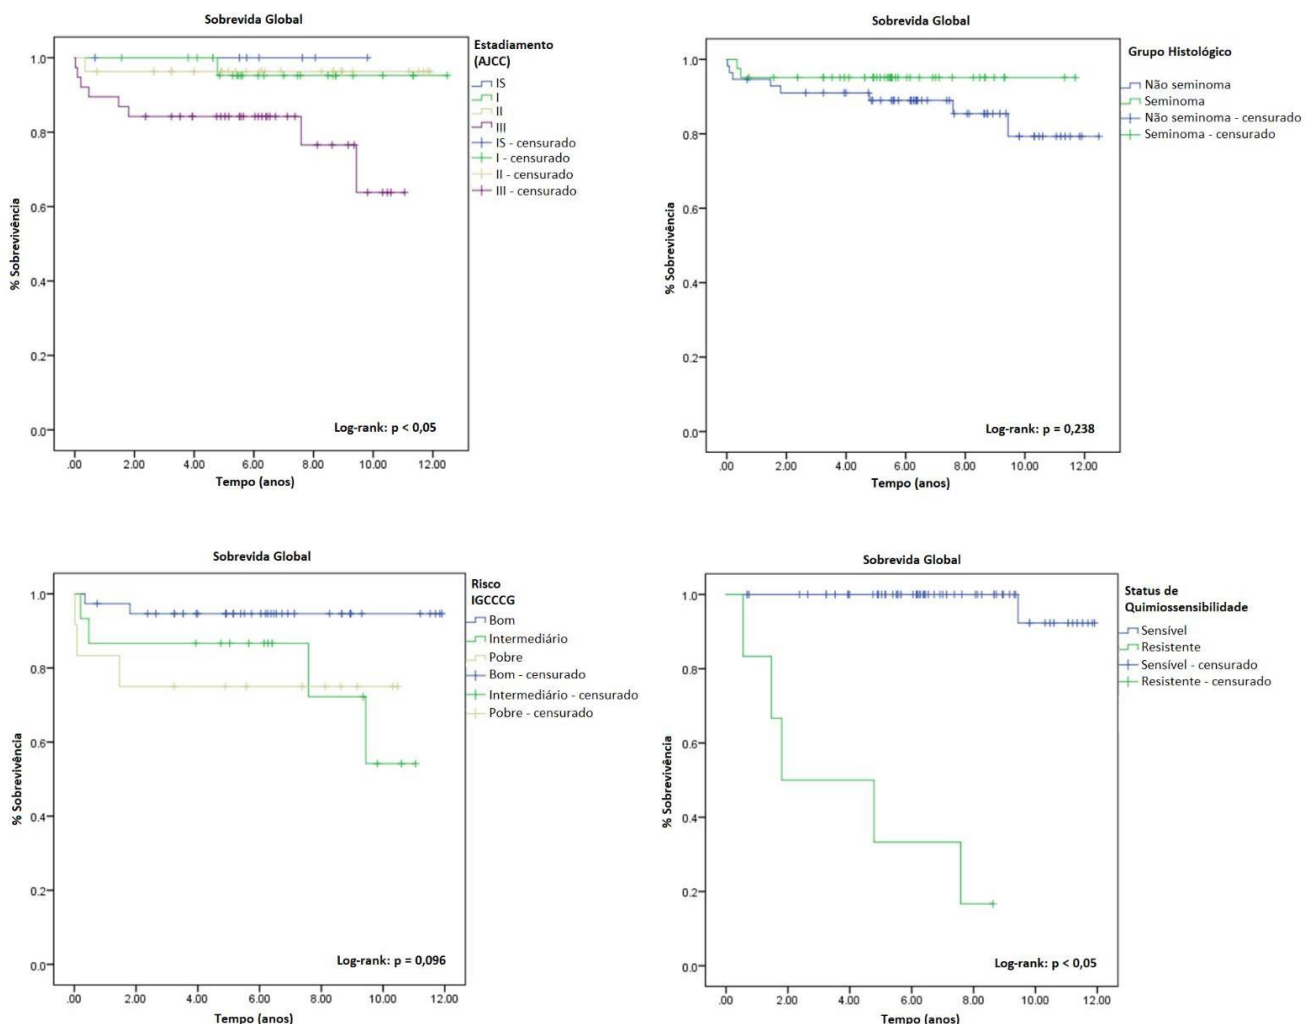 Sobrevida Global
Estadiamento
(AJCC)
IS
I
II
III
IS - censurado
I - censurado
II - censurado
III - censurado
% Sobrevivência
1.0
0.8
0.6
0.4
0.2
0.0
Log-rank: p < 0,05
.00 2.00 4.00 6.00 8.00 10.00 12.00
Tempo (anos)
Sobrevida Global
Grupo Histológico
Não seminoma
Seminoma
Não seminoma - censurado
Seminoma - censurado
% Sobrevivência
1.0
0.8
0.6
0.4
0.2
0.0
Log-rank: p = 0,238
.00 2.00 4.00 6.00 8.00 10.00 12.00
Tempo (anos)
Sobrevida Global
Risco
IGCCCG
Bom
Intermediário
Pobre
Bom - censurado
Intermediário - censurado
Pobre - censurado
% Sobrevivência
1.0
0.8
0.6
0.4
0.2
0.0
Log-rank: p = 0,096
.00 2.00 4.00 6.00 8.00 10.00 12.00
Tempo (anos)
Sobrevida Global
Status de
Quimiossensibilidade
Sensível
Resistente
Sensível - censurado
Resistente - censurado
% Sobrevivência
1.0
0.8
0.6
0.4
0.2
0.0
Log-rank: p < 0,05
.00 2.00 4.00 6.00 8.00 10.00 12.00
Tempo (anos)